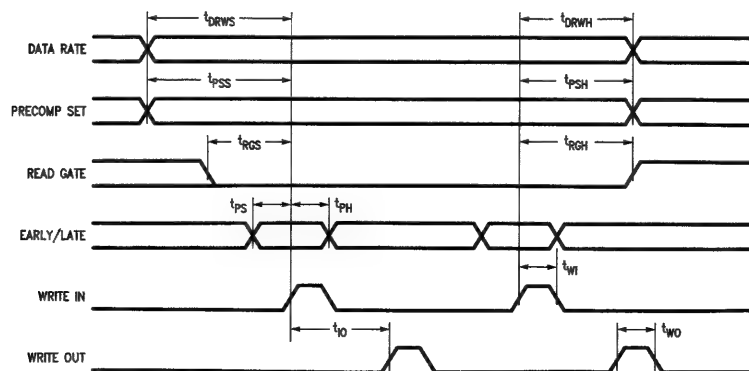 tDRWS tDRWH
DATA RATE
tPSS tPSH
PRECOMP SET
tRGS tRGH
READ GATE
tPS tPH
EARLY/LATE
tWI
WRITE IN
tIO tWO
WRITE OUT